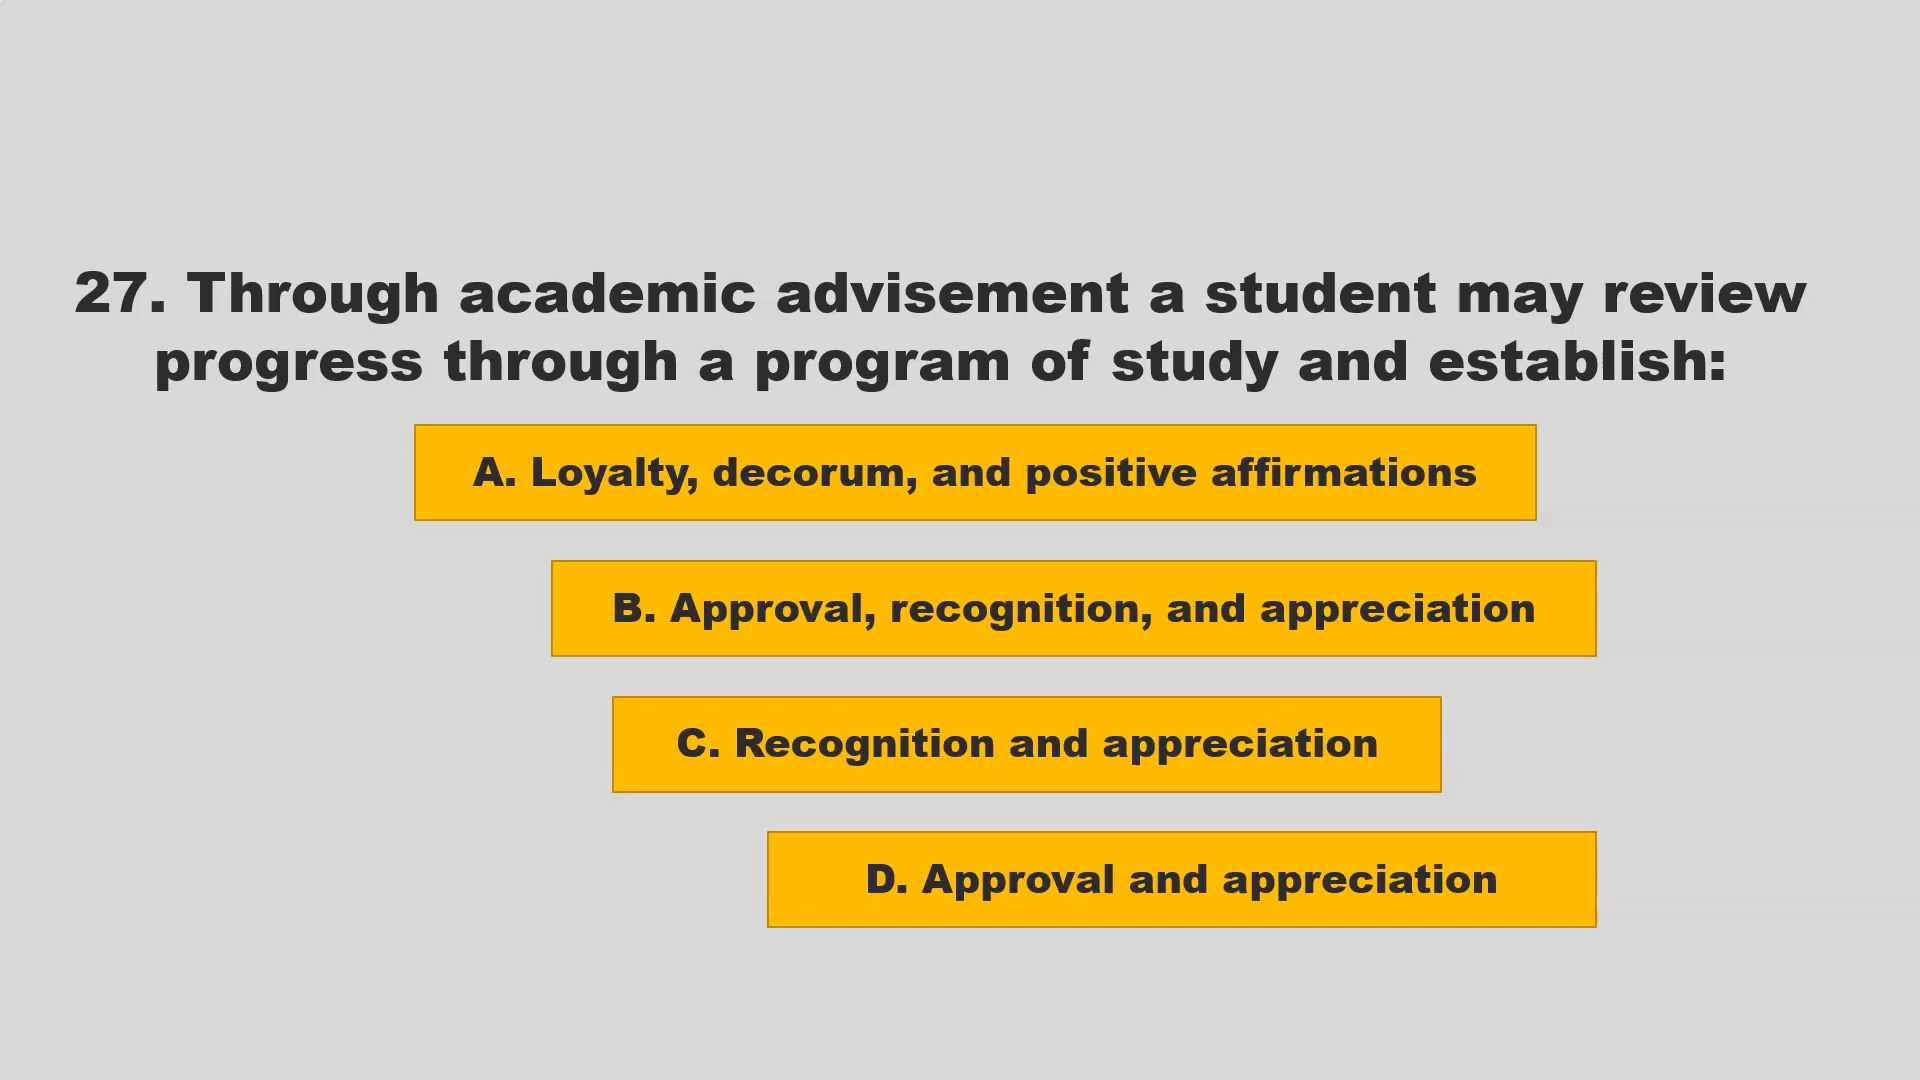 27. Through academic advisement a student may review
progress through a program of study and establish:
A. Loyalty, decorum, and positive affirmations
B. Approval, recognition, and appreciation
C. Recognition and appreciation
D. Approval and appreciation